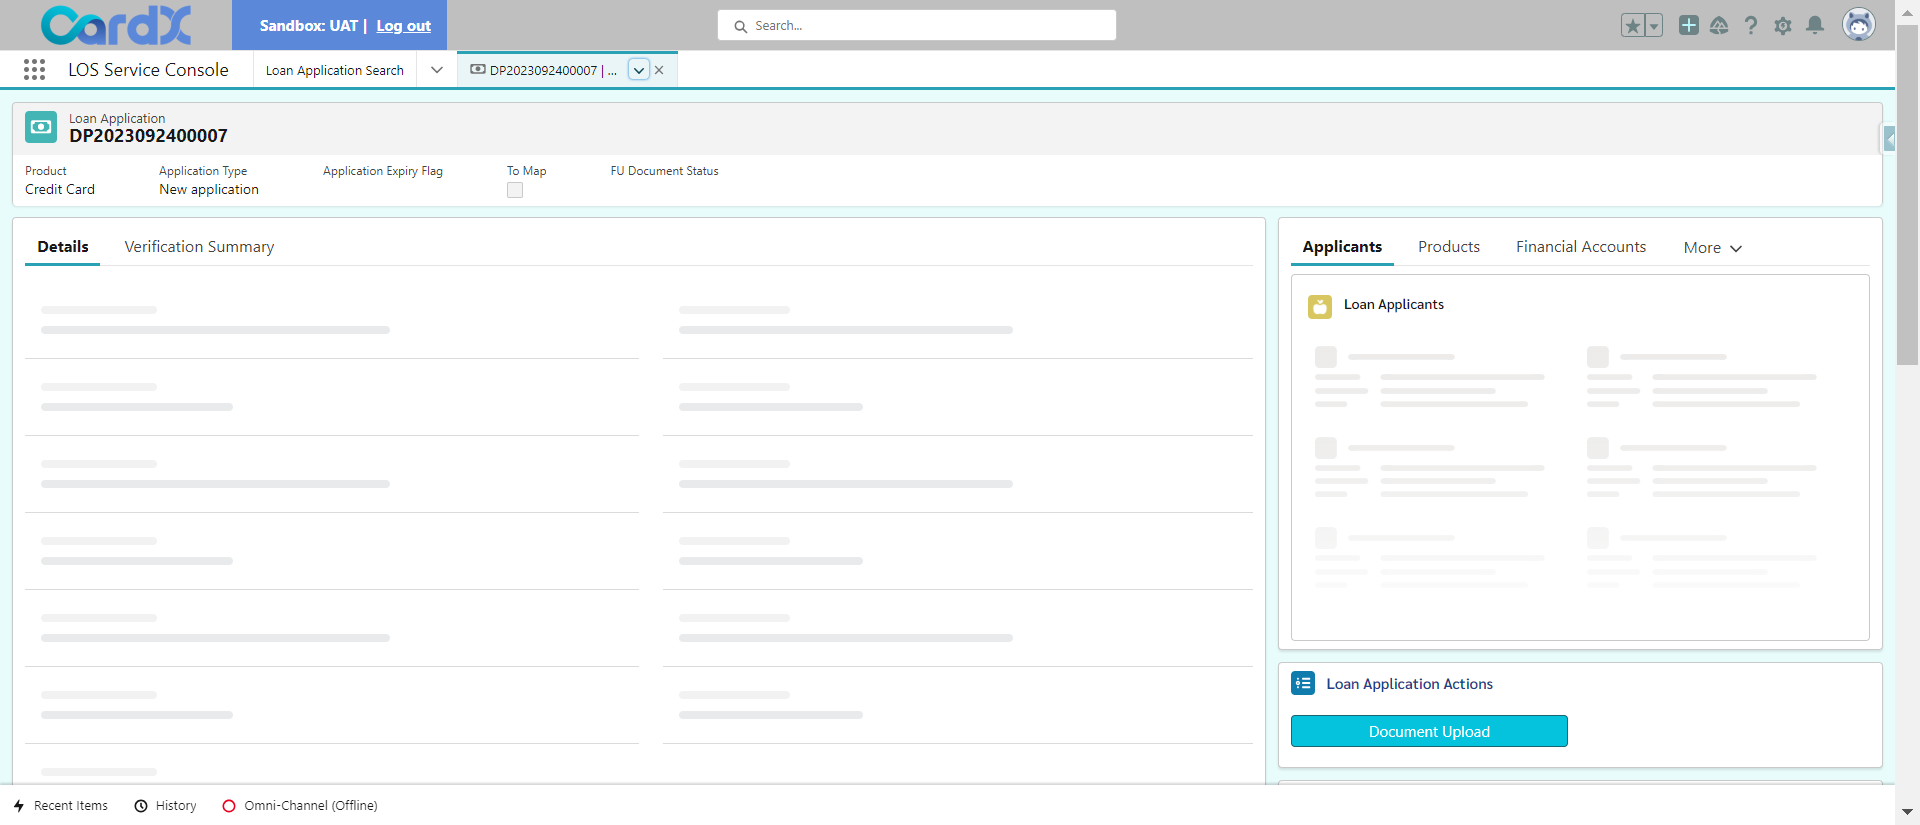 CardX
Sandbox: UAT | Log out
Search...
LOS Service Console
Loan Application Search
DP2023092400007 | ...
Loan Application
DP2023092400007
Product
Application Type
Application Expiry Flag
To Map
FU Document Status
Credit Card
New application
Details
Verification Summary
Applicants
Products
Financial Accounts
More
Loan Applicants
Loan Application Actions
Document Upload
Recent Items
History
Omni-Channel (Offline)